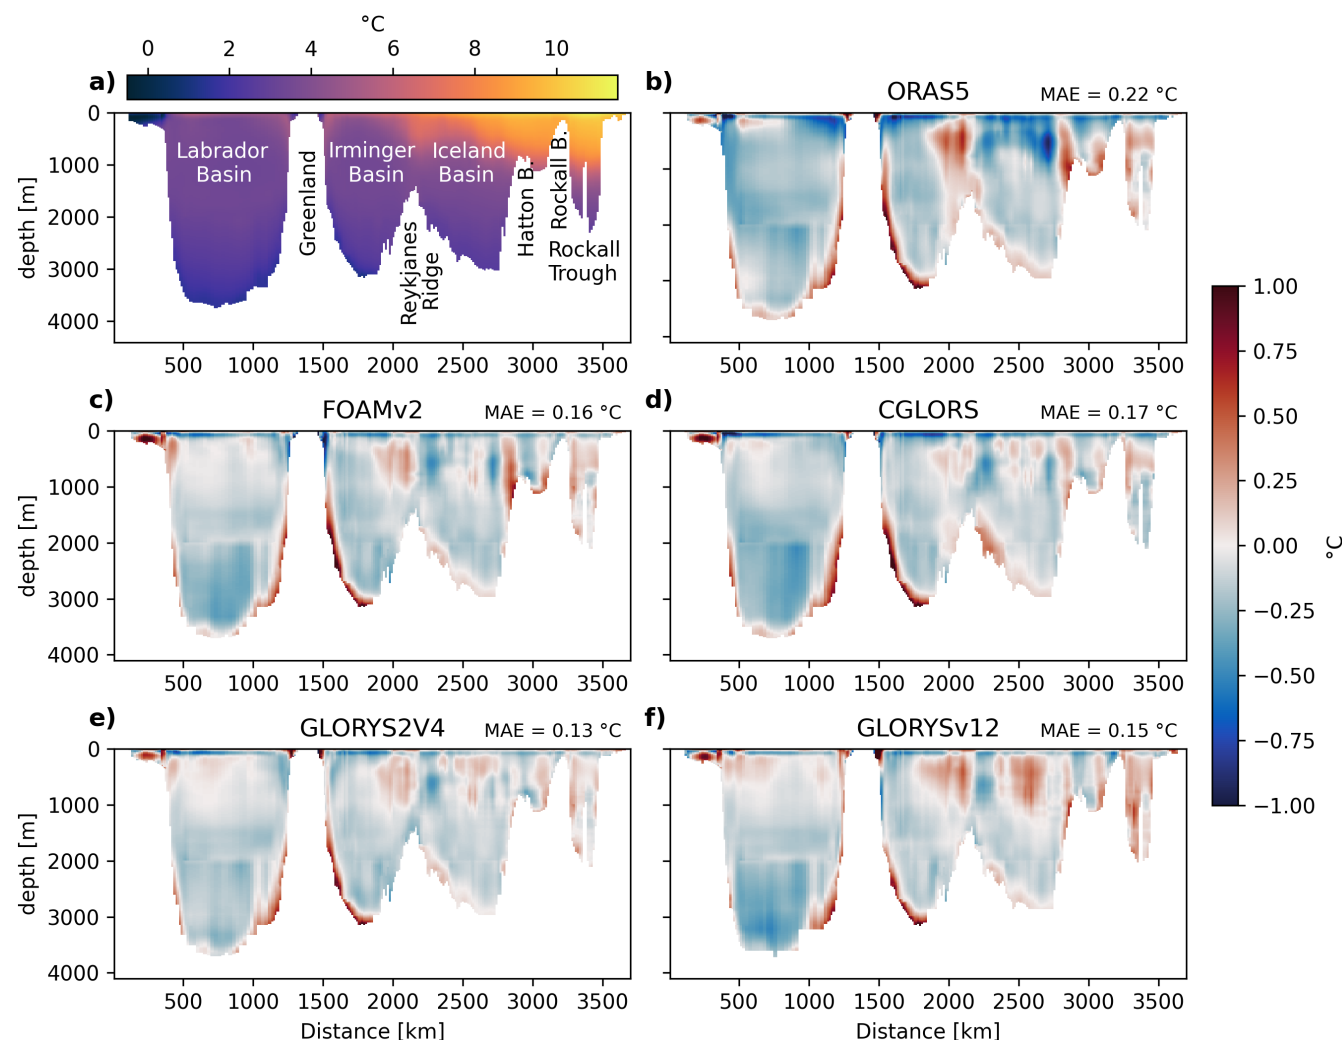 °C
0 2 4 6 8 10
a)
0
1000
2000
3000
4000
depth [m]
Labrador
Basin
Greenland
Irminger
Basin
Reykjanes
Ridge
Iceland
Basin
Hatton B.
Rockall B.
Rockall
Trough
500 1000 1500 2000 2500 3000 3500
b) ORAS5 MAE = 0.22 °C
500 1000 1500 2000 2500 3000 3500
c) FOAMv2 MAE = 0.16 °C
0
1000
2000
3000
4000
depth [m]
500 1000 1500 2000 2500 3000 3500
d) CGLORS MAE = 0.17 °C
500 1000 1500 2000 2500 3000 3500
e) GLORYS2V4 MAE = 0.13 °C
0
1000
2000
3000
4000
depth [m]
500 1000 1500 2000 2500 3000 3500
Distance [km]
f) GLORYSv12 MAE = 0.15 °C
500 1000 1500 2000 2500 3000 3500
Distance [km]
1.00
0.75
0.50
0.25
0.00
−0.25
−0.50
−0.75
−1.00
°C